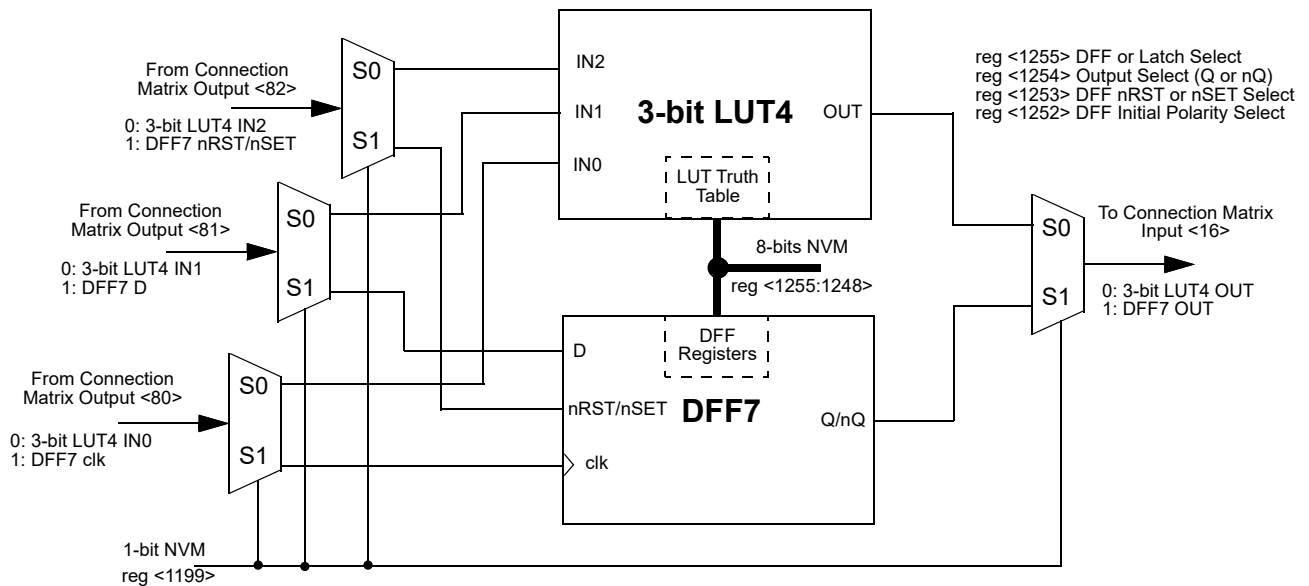 From Connection
Matrix Output <82>
0: 3-bit LUT4 IN2
1: DFF7 nRST/nSET
S0
S1
From Connection
Matrix Output <81>
0: 3-bit LUT4 IN1
1: DFF7 D
S0
S1
From Connection
Matrix Output <80>
0: 3-bit LUT4 IN0
1: DFF7 clk
S0
S1
1-bit NVM
reg <1199>
IN2
IN1
IN0
3-bit LUT4
OUT
LUT Truth
Table
8-bits NVM
reg <1255:1248>
DFF
Registers
D
nRST/nSET
clk
DFF7
Q/nQ
reg <1255> DFF or Latch Select
reg <1254> Output Select (Q or nQ)
reg <1253> DFF nRST or nSET Select
reg <1252> DFF Initial Polarity Select
S0
S1
To Connection Matrix
Input <16>
0: 3-bit LUT4 OUT
1: DFF7 OUT